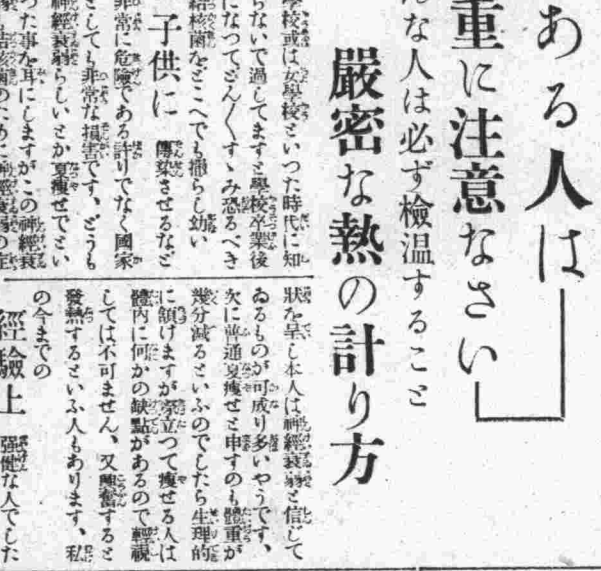 ある人は
重に注意なさい
な人は必ず檢温すること
嚴密な熱の計り方
學校或は女學校といつた時代に知
らないで過してますと學校卒業後
になつてどん〱すゝみ恐るべき
結核菌をどこへでも撒らし幼い
子供に
傳染させるなど
非常に危險である計りでなく國家
としても非常な損害です、どうも
神經衰弱らしいとか夏痩せでとい
つた事を耳にしますがこの神經衰
狀を呈し本人は神經衰弱と信じて
ゐるものが可成り多いやうです、
次に普通夏痩せと申すのも體重が
幾分減るといふのでしたら生理的
に頷けますが立つて痩せる人は
體内に何かの缺點があるので輕視
しては不可ません、又興奮すると
發熱するといふ人もあります、私
の今までの
經驗上
强健な人でした